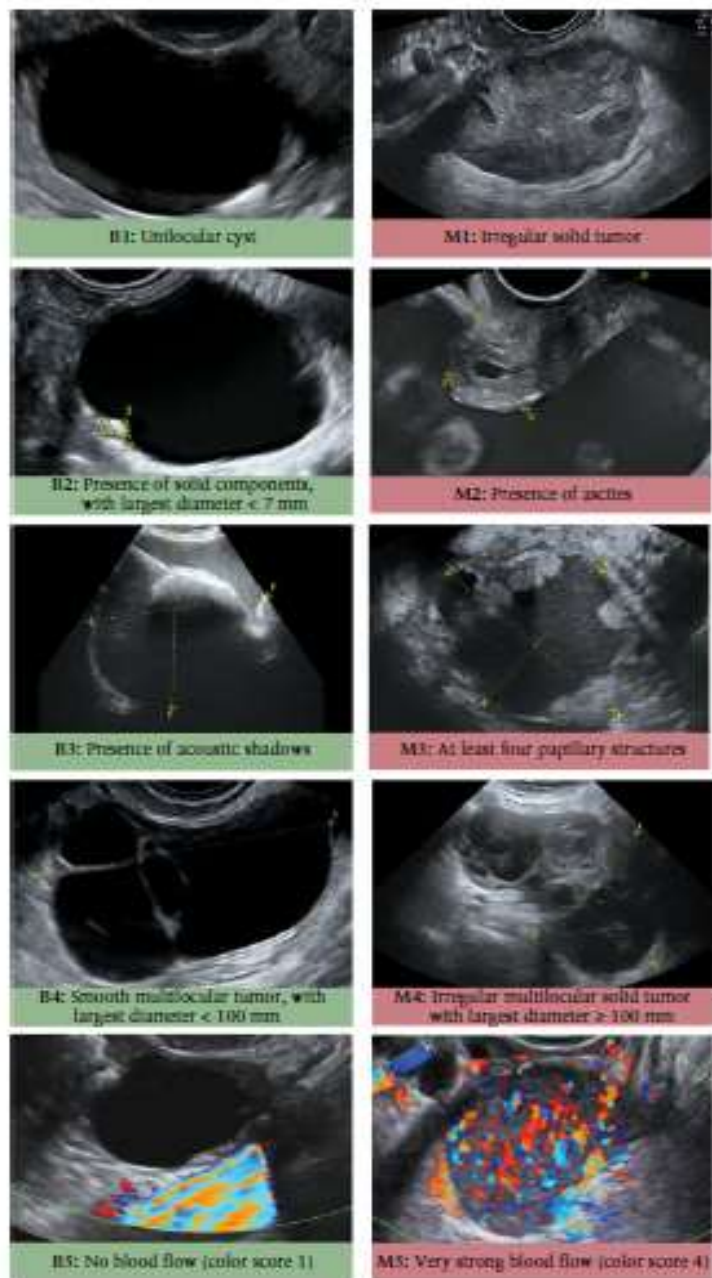 B1: Unilocular cyst
M1: Irregular solid tumor
B2: Presence of solid components,
with largest diameter < 7 mm
M2: Presence of ascites
B3: Presence of acoustic shadows
M3: At least four papillary structures
B4: Smooth multilocular tumor, with
largest diameter < 100 mm
M4: Irregular multilocular solid tumor
with largest diameter ≥ 100 mm
B5: No blood flow (color score 1)
M5: Very strong blood flow (color score 4)